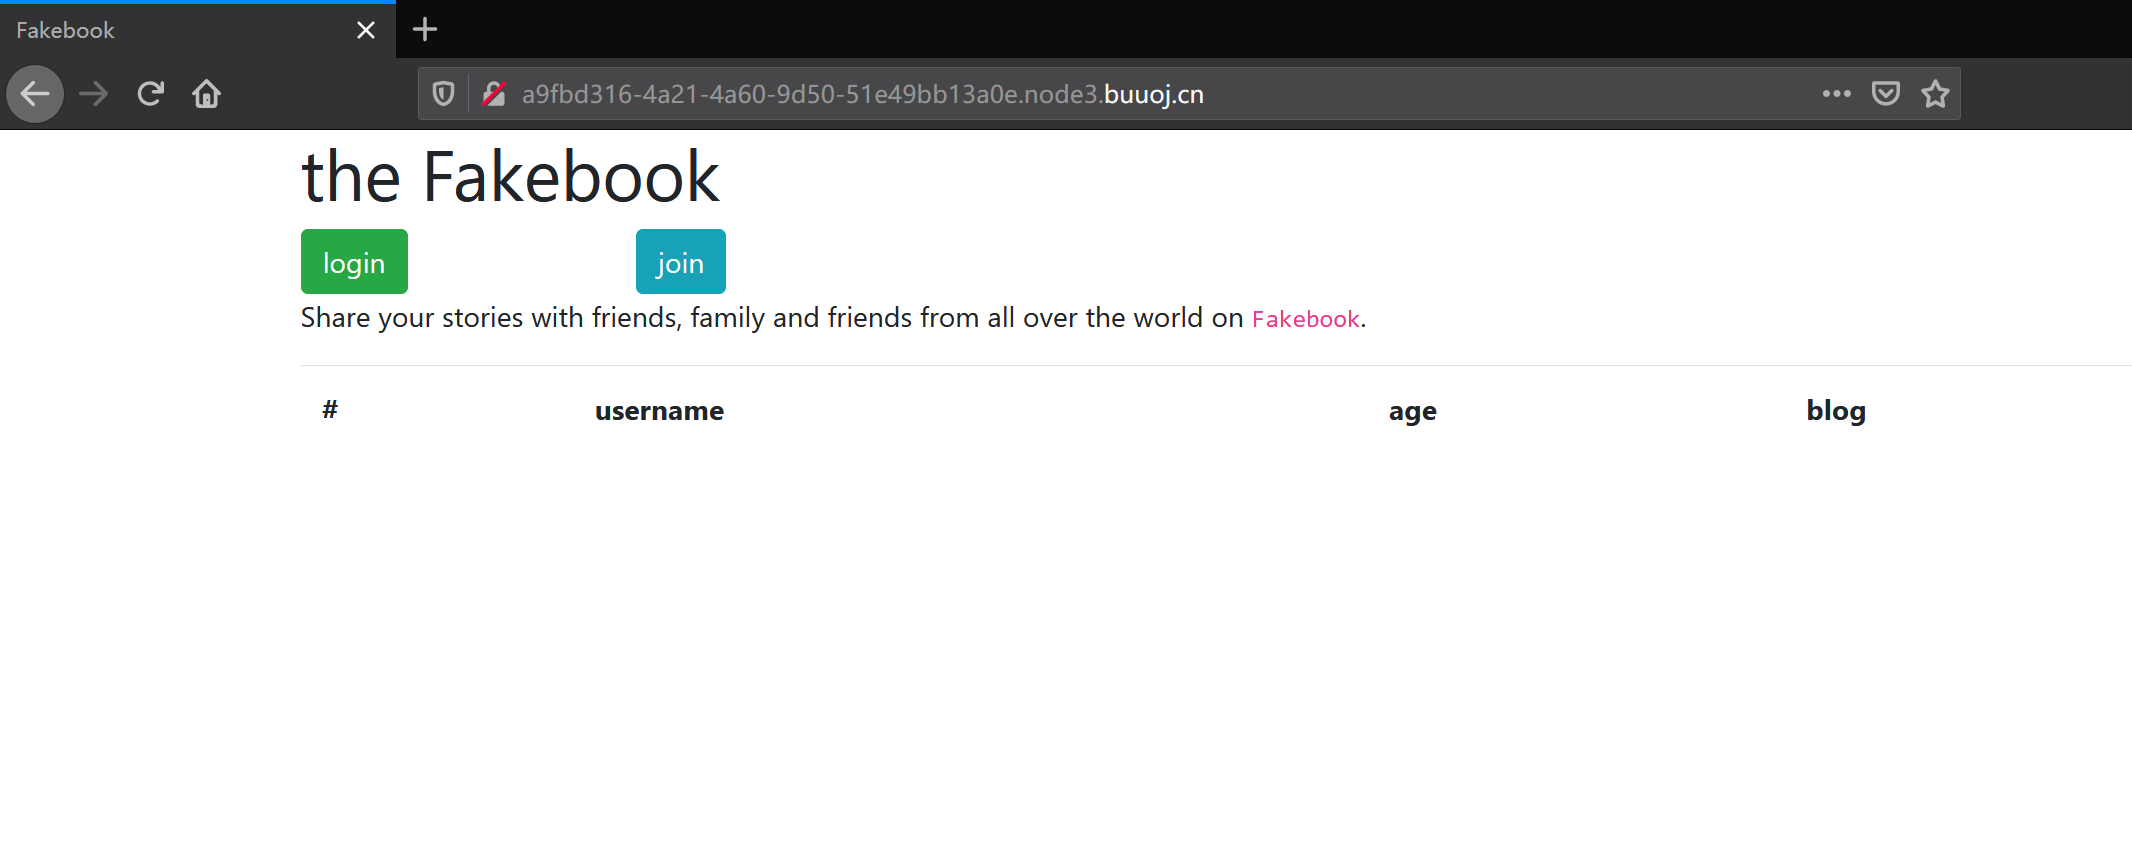 Fakebook
a9fbd316-4a21-4a60-9d50-51e49bb13a0e.node3.buuoj.cn
the Fakebook
login join
Share your stories with friends, family and friends from all over the world on Fakebook.
# username age blog